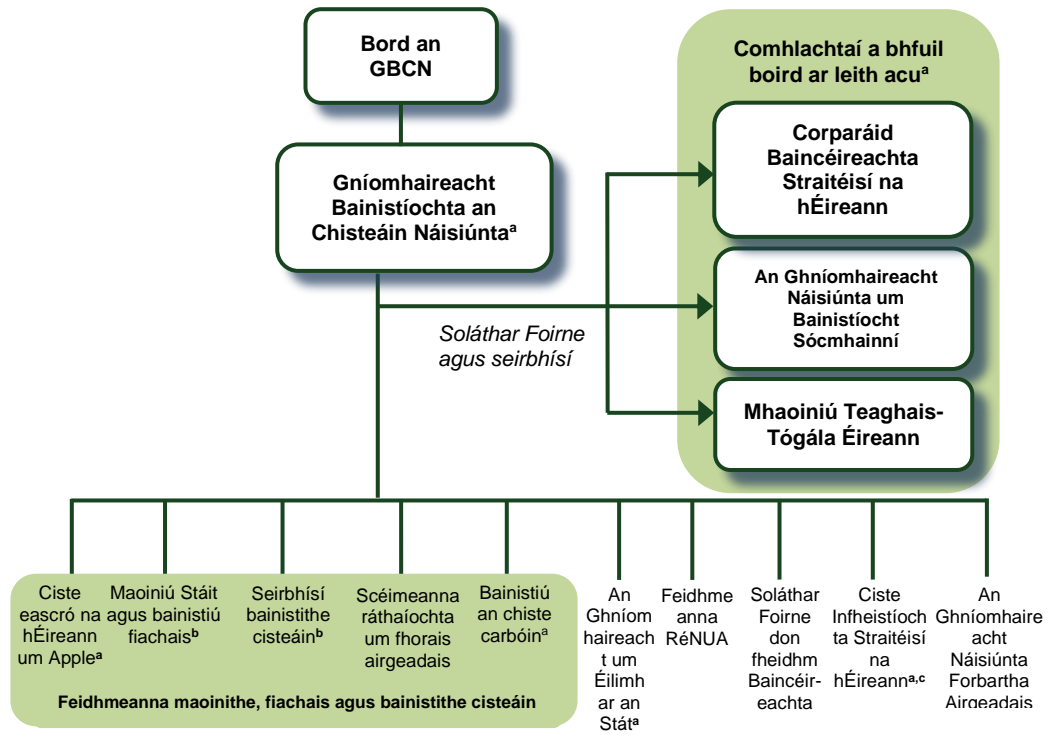 Bord an
GBCN
Comhlachtaí a bhfuil
boird ar leith acuᵃ
Corparáid
Baincéireachta
Straitéisí na
hÉireann
Gníomhaireacht
Bainistíochta an
Chisteáin Náisiúntaᵃ
An Ghníomhaireacht
Náisiúnta um
Bainistíocht
Sócmhainní
Soláthar Foirne
agus seirbhísí
Mhaoiniú Teaghais-
Tógála Éireann
Ciste
eascró na
hÉireann
um Appleᵃ
Maoiniú Stáit
agus bainistiú
fiachaisᵇ
Seirbhísí
bainistithe
cisteáinᵇ
Scéimeanna
ráthaíochta
um fhorais
airgeadais
Bainistiú
an chiste
carbóinᵃ
Feidhmeanna maoinithe, fiachais agus bainistithe cisteáin
An
Ghníom
haireach
t um
Éilimh
ar an
Státᵃ
Feidhme
anna
RéNUA
Soláthar
Foirne
don
fheidhm
Baincéir-
eachta
Ciste
Infheistíoch
ta Straitéisí
na
hÉireannᵃ,ᶜ
An
Ghníomhaire
acht
Náisiúnta
Forbartha
Airgeadais